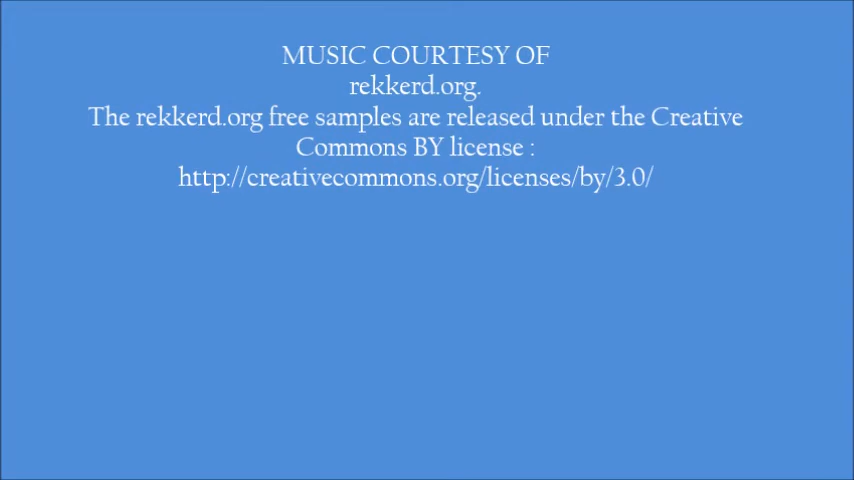 MUSIC COURTESY OF
rekkerd.org.
The rekkerd.org free samples are released under the Creative
Commons BY license :
http://creativecommons.org/licenses/by/3.0/